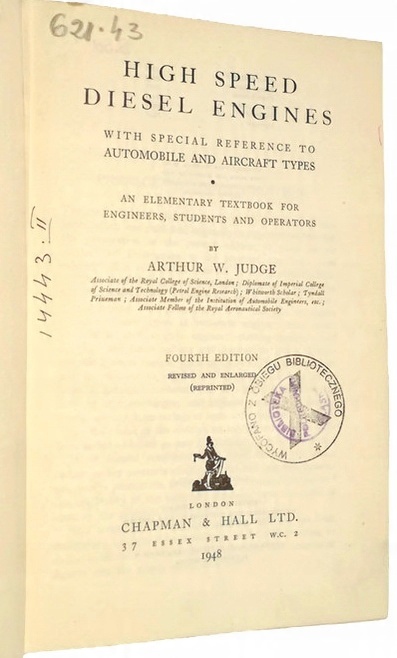 621.43
HIGH SPEED
DIESEL ENGINES
WITH SPECIAL REFERENCE TO
AUTOMOBILE AND AIRCRAFT TYPES
•
AN ELEMENTARY TEXTBOOK FOR
ENGINEERS, STUDENTS AND OPERATORS
BY
ARTHUR W. JUDGE
Associate of the Royal College of Science, London; Diplomate of Imperial College
of Science and Technology (Petrol Engine Research); Whitworth Scholar; Tyndall
Prizeman; Associate Member of the Institution of Automobile Engineers, etc.;
Associate Fellow of the Royal Aeronautical Society
14443.II
FOURTH EDITION
REVISED AND ENLARGED
(REPRINTED)
WYCOFANO Z OBIEGU BIBLIOTECZNEGO
BIBLIOTEKA
LONDON
CHAPMAN & HALL LTD.
37 ESSEX STREET W.C. 2
1948